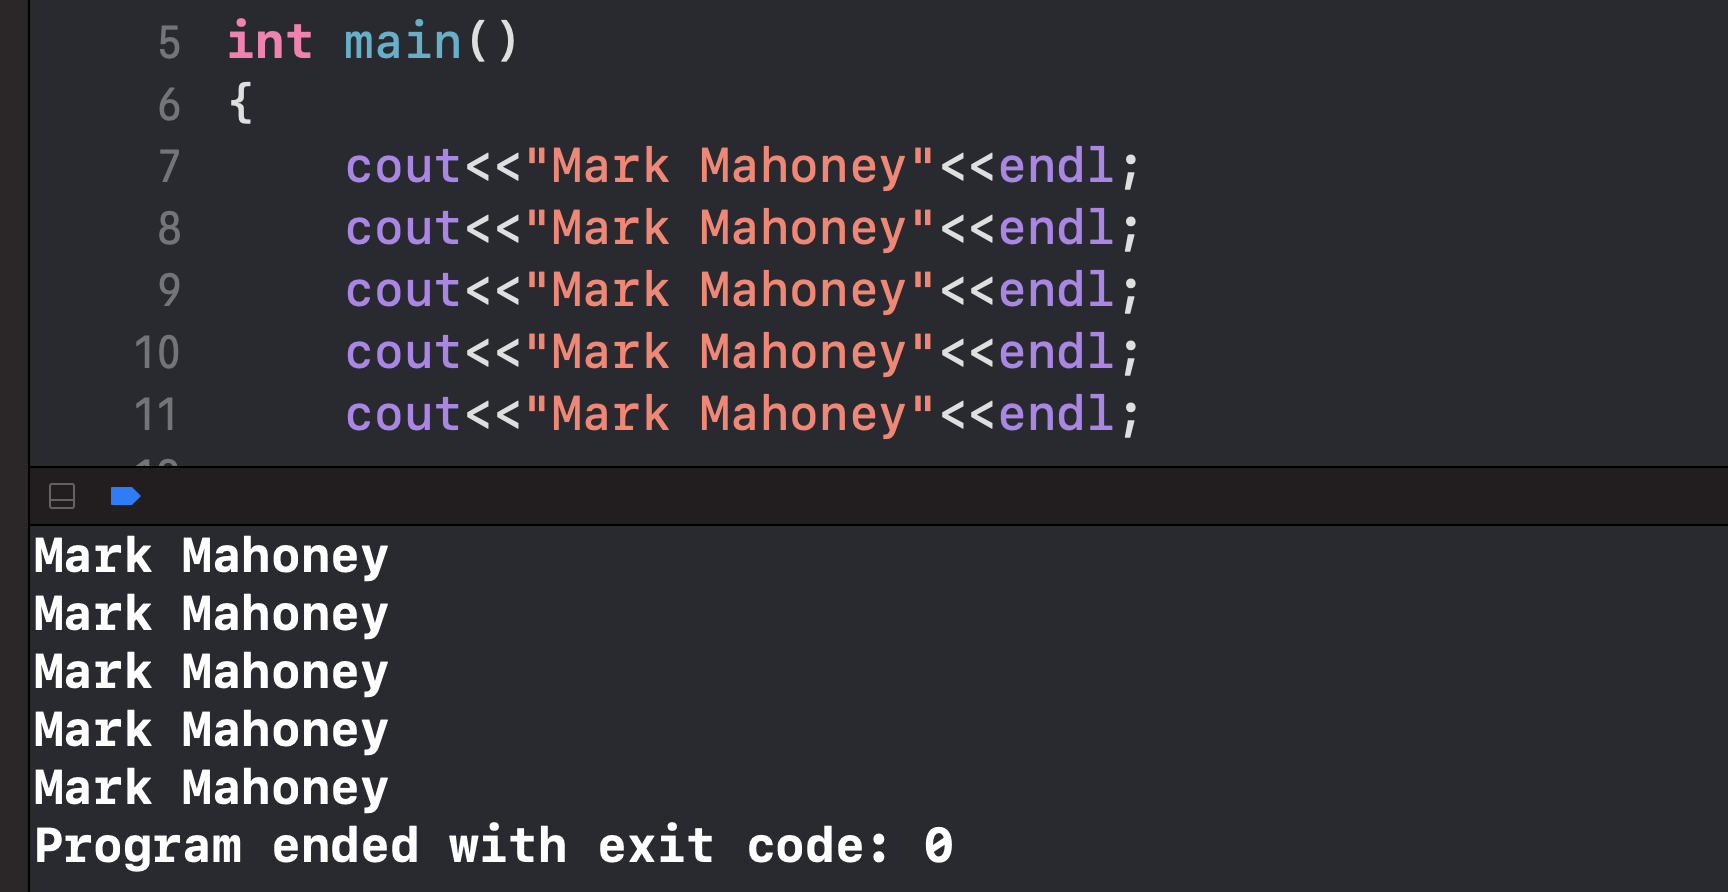 5 int main()
6 {
7 cout<<"Mark Mahoney"<<endl;
8 cout<<"Mark Mahoney"<<endl;
9 cout<<"Mark Mahoney"<<endl;
10 cout<<"Mark Mahoney"<<endl;
11 cout<<"Mark Mahoney"<<endl;
Mark Mahoney
Mark Mahoney
Mark Mahoney
Mark Mahoney
Mark Mahoney
Program ended with exit code: 0